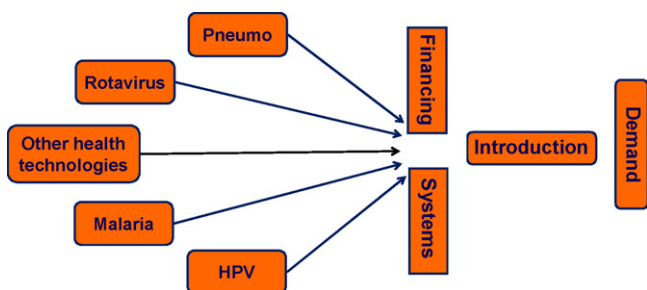 Pneumo
Rotavirus
Other health
technologies
Malaria
HPV
Financing
Systems
Introduction
Demand